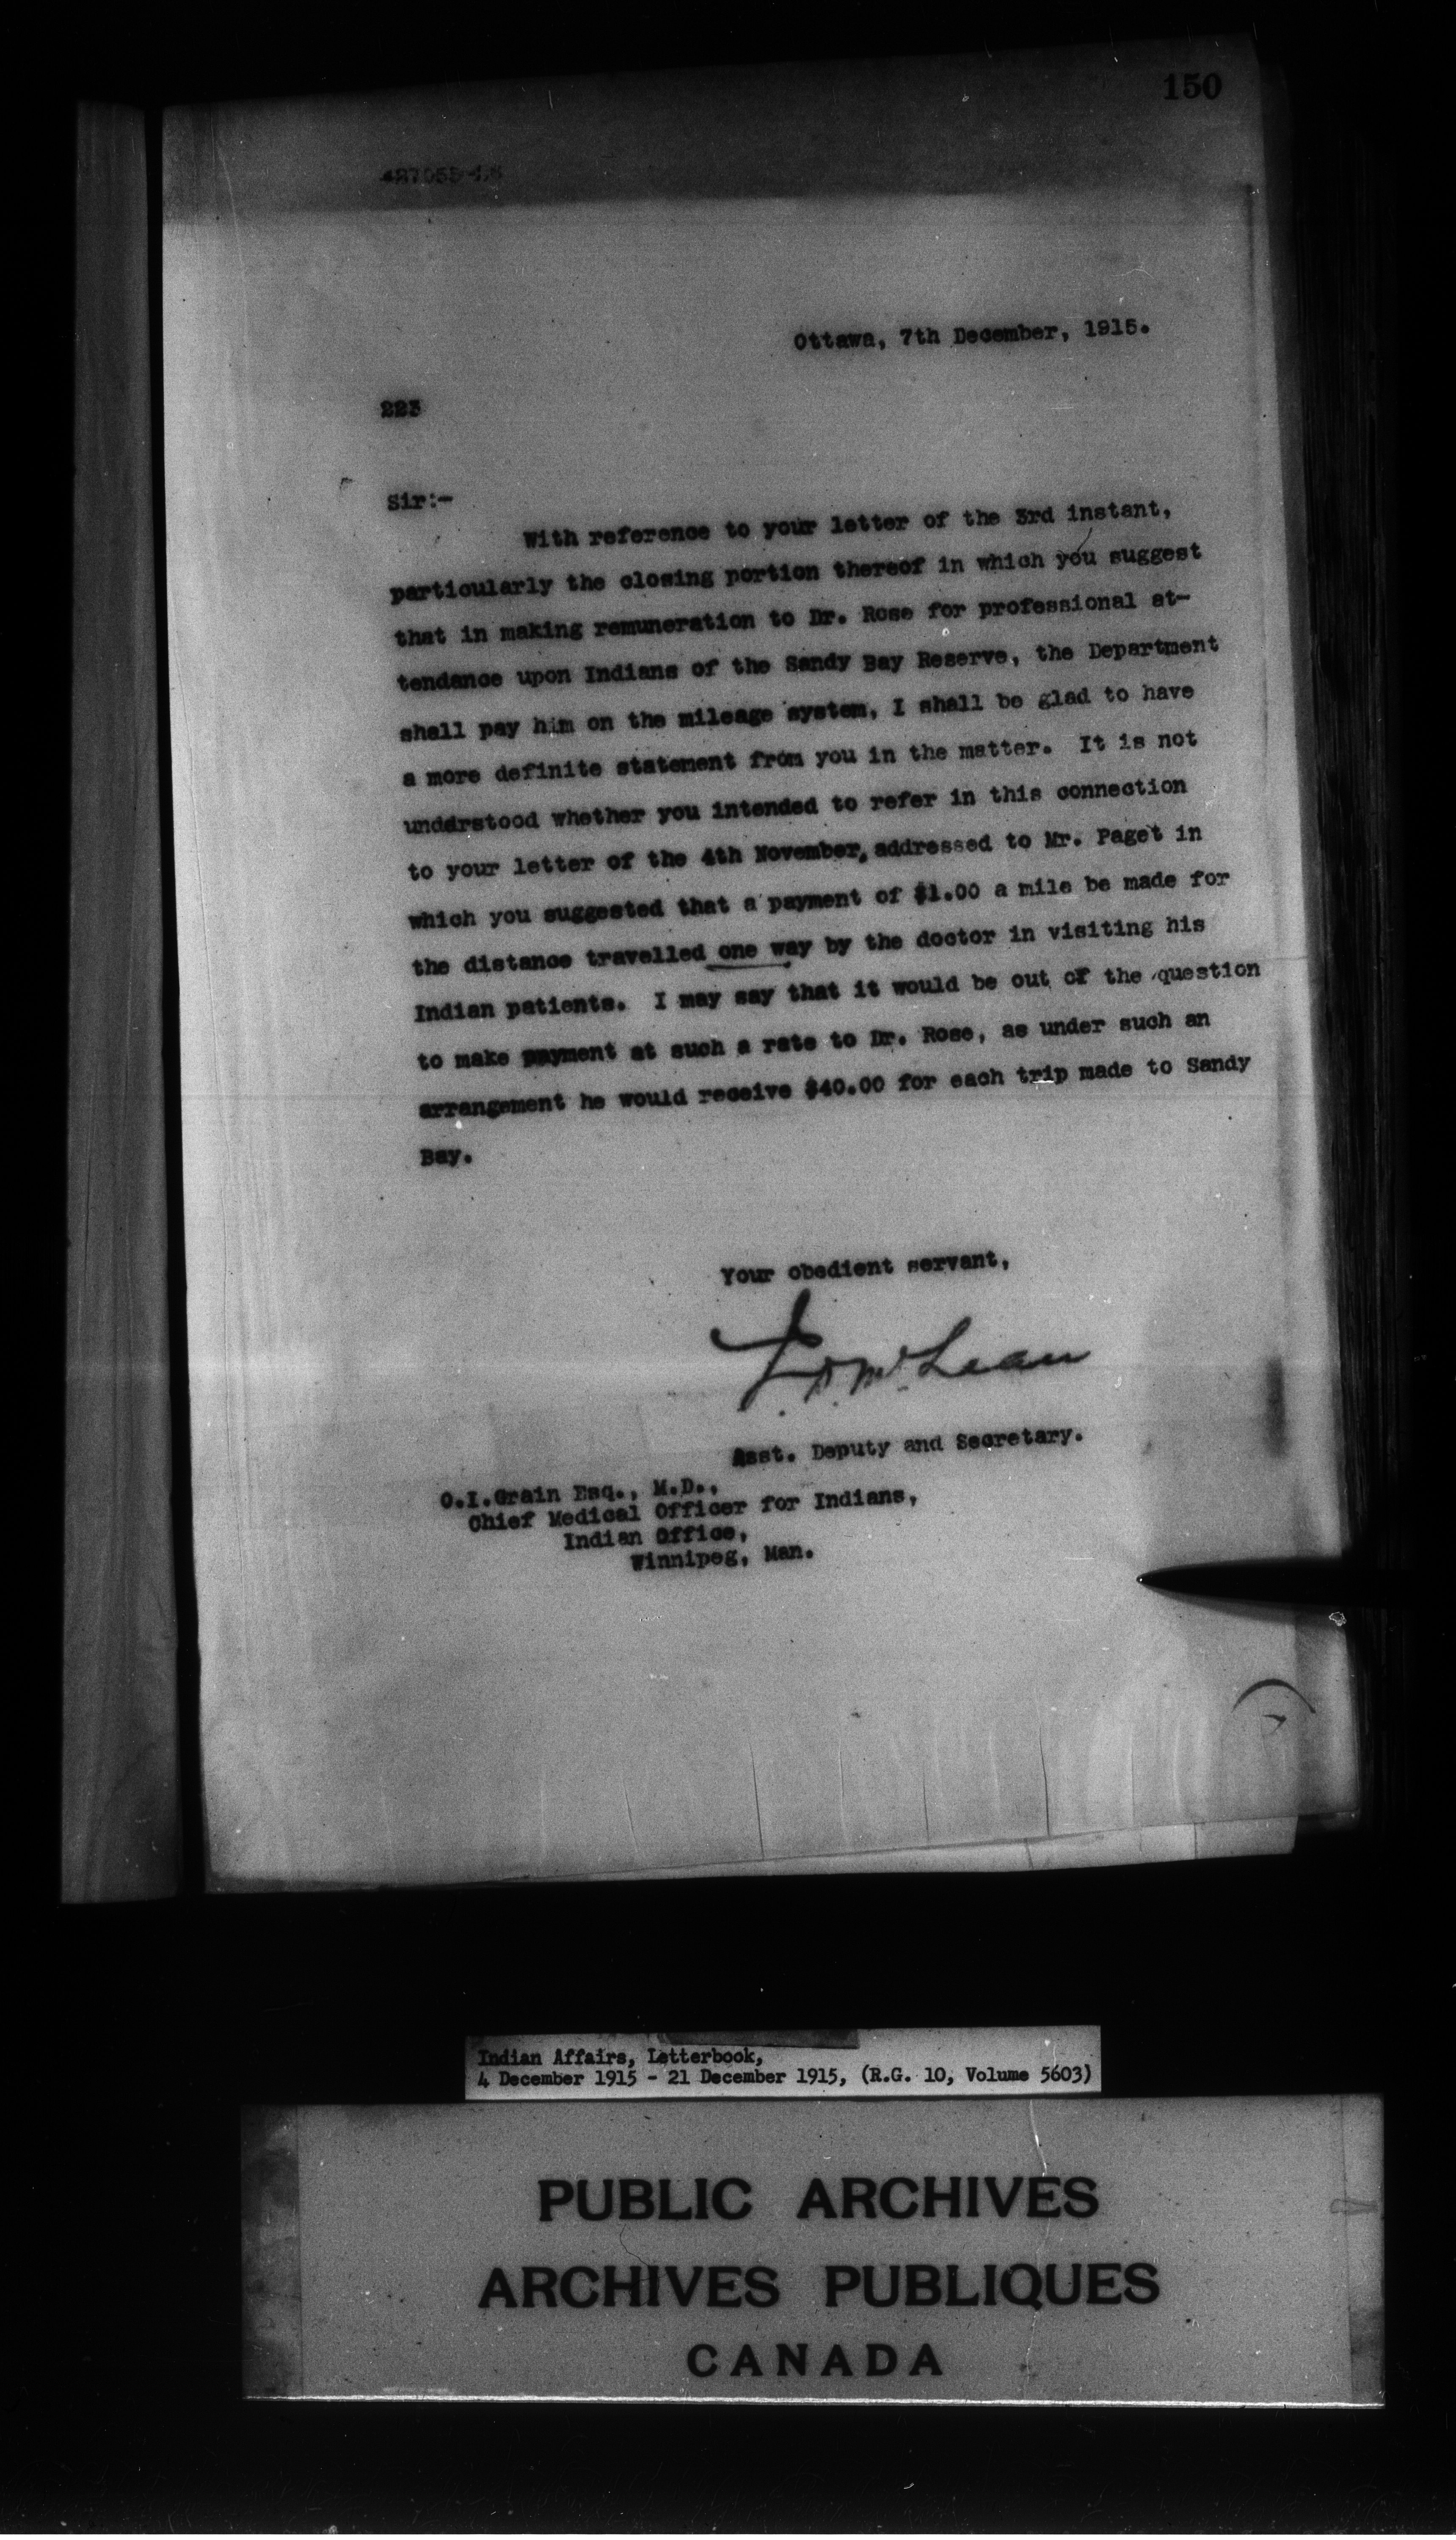 150
Ottawa, 7th December, 1915.
223
Sir:-
With reference to your letter of the 3rd instant,
particularly the closing portion thereof in which you suggest
that in making remuneration to Dr. Rose for professional at-
tendance upon Indians of the Sandy Bay Reserve, the Department
shall pay him on the mileage system, I shall be glad to have
a more definite statement from you in the matter. It is not
understood whether you intended to refer in this connection
to your letter of the 4th November, addressed to Mr. Paget in
which you suggested that a payment of $1.00 a mile be made for
the distance travelled one way by the doctor in visiting his
Indian patients. I may say that it would be out of the question
to make payment at such a rate to Dr. Rose, as under such an
arrangement he would receive $40.00 for each trip made to Sandy
Bay.
Your obedient servant,
J. D. McLean
Asst. Deputy and Secretary.
O.I.Grain Esq., M.D.,
Chief Medical Officer for Indians,
Indian Office,
Winnipeg, Man.
Indian Affairs, Letterbook,
4 December 1915 - 21 December 1915, (R.G. 10, Volume 5603)
PUBLIC ARCHIVES
ARCHIVES PUBLIQUES
CANADA